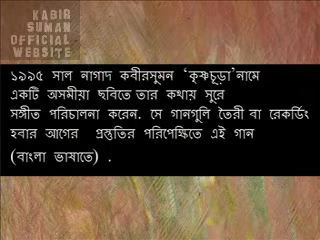 KABIR
SUMAN
OFFICIAL
WEBSITE
১৯৯৫ সাল নাগাদ কবীরসুমন ‘কৃষ্ণচূড়া’নামে
একটি অসমীয়া ছবিতে তার কথায় সুরে
সঙ্গীত পরিচালনা করেন. সে গানগুলি তৈরী বা রেকর্ডিং
হবার আগের প্রস্তুতির পরিপেক্ষিতে এই গান
(বাংলা ভাষাতে) .